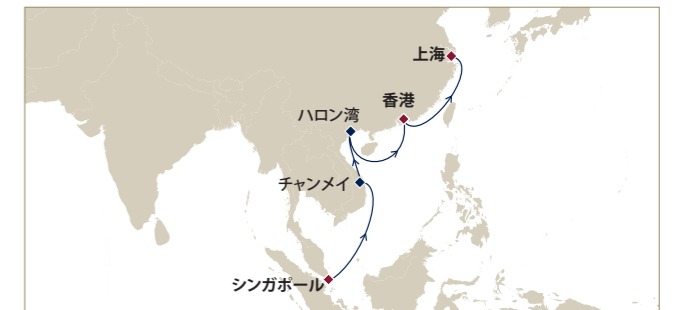 上海
香港
ハロン湾
チャンメイ
シンガポール